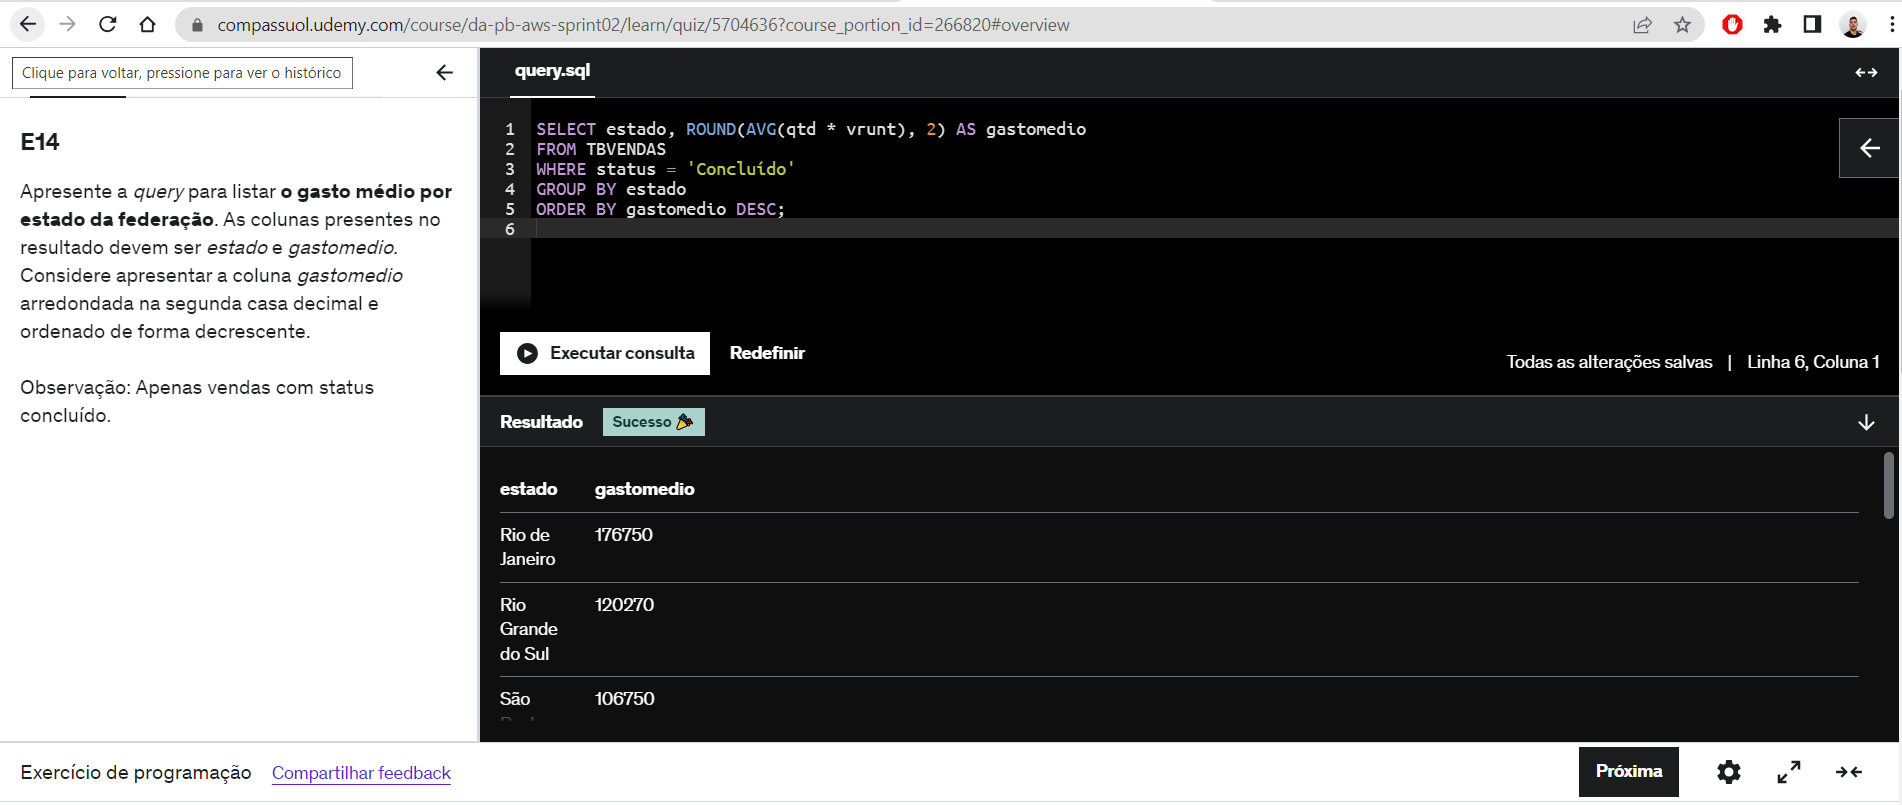 compassuol.udemy.com/course/da-pb-aws-sprint02/learn/quiz/5704636?course_portion_id=266820#overview
Clique para voltar, pressione para ver o histórico
E14
Apresente a query para listar o gasto médio por
estado da federação. As colunas presentes no
resultado devem ser estado e gastomedio.
Considere apresentar a coluna gastomedio
arredondada na segunda casa decimal e
ordenado de forma decrescente.
Observação: Apenas vendas com status
concluído.
query.sql
1 SELECT estado, ROUND(AVG(qtd * vrunt), 2) AS gastomedio
2 FROM TBVENDAS
3 WHERE status = 'Concluído'
4 GROUP BY estado
5 ORDER BY gastomedio DESC;
6
Executar consulta
Redefinir
Todas as alterações salvas | Linha 6, Coluna 1
Resultado
Sucesso
estado gastomedio
Rio de
Janeiro
176750
Rio
Grande
do Sul
120270
São
106750
Exercício de programação
Compartilhar feedback
Próxima